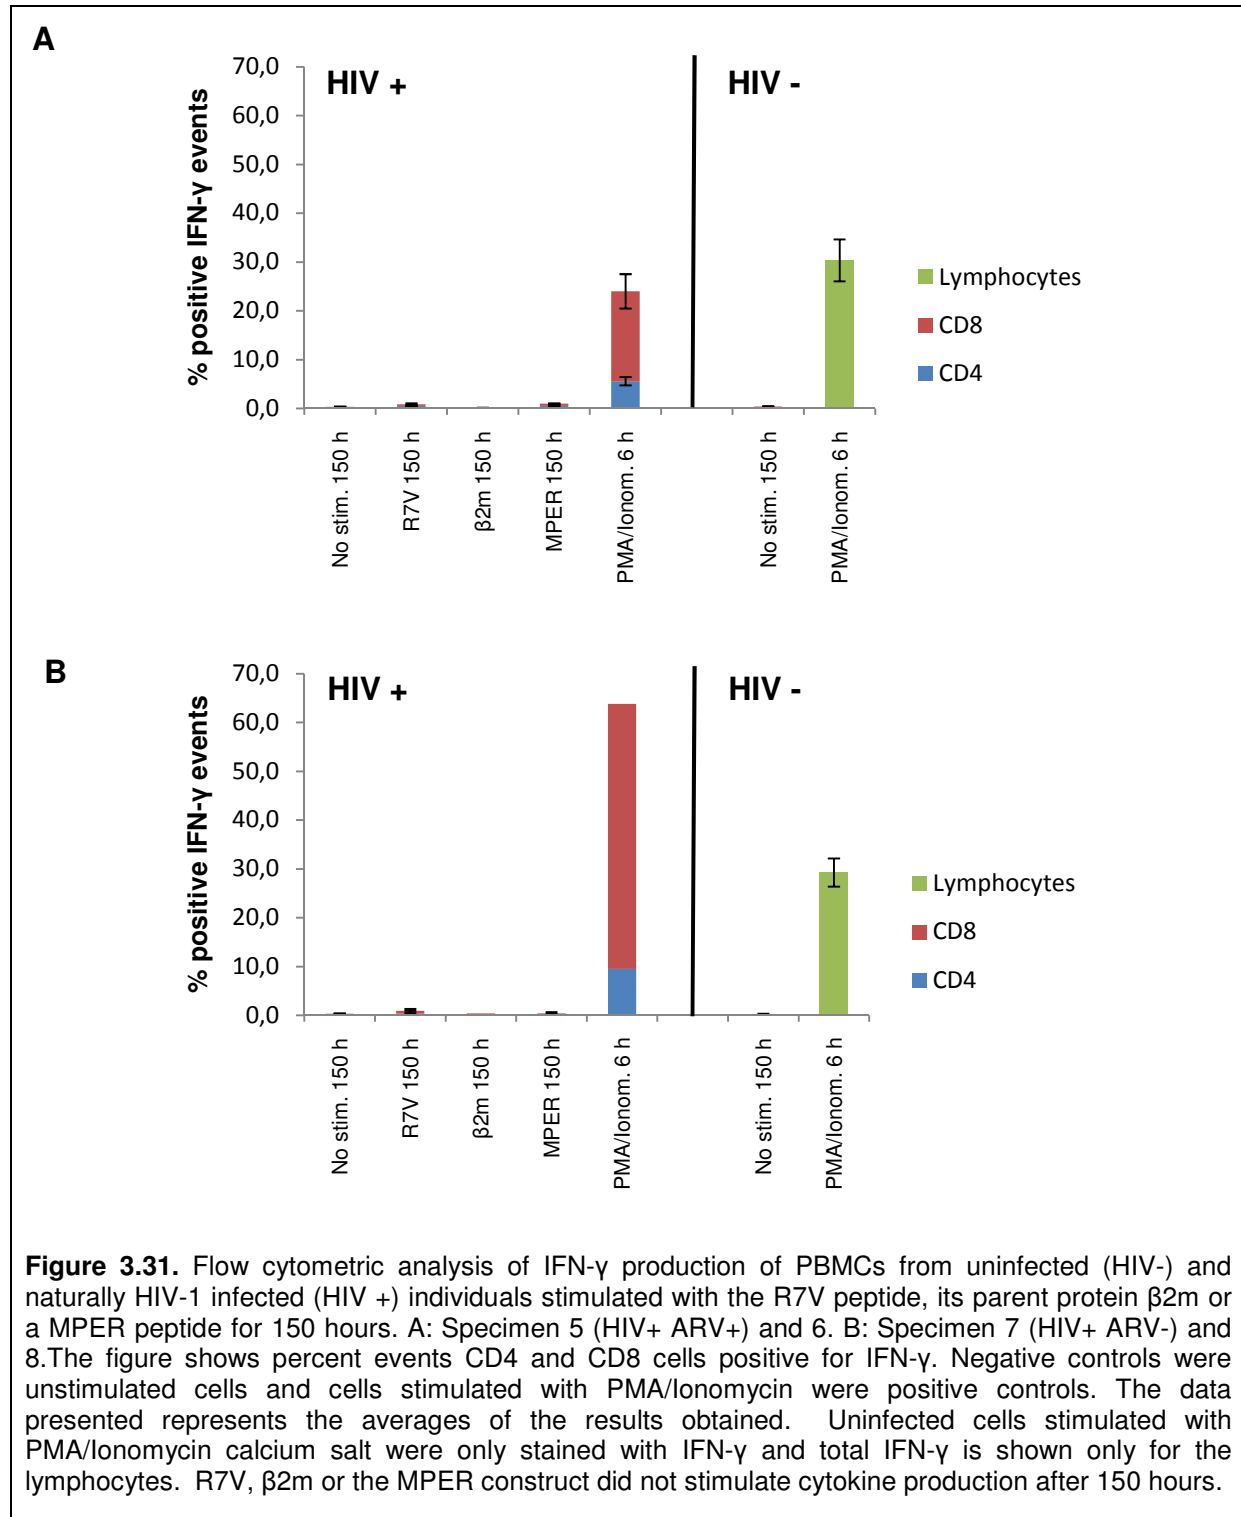 A
HIV +
HIV -
% positive IFN-γ events
70,0
60,0
50,0
40,0
30,0
20,0
10,0
0,0
No stim. 150 h
R7V 150 h
β2m 150 h
MPER 150 h
PMA/Ionom. 6 h
No stim. 150 h
PMA/Ionom. 6 h
Lymphocytes
CD8
CD4
B
HIV +
HIV -
% positive IFN-γ events
70,0
60,0
50,0
40,0
30,0
20,0
10,0
0,0
No stim. 150 h
R7V 150 h
β2m 150 h
MPER 150 h
PMA/Ionom. 6 h
No stim. 150 h
PMA/Ionom. 6 h
Lymphocytes
CD8
CD4
Figure 3.31. Flow cytometric analysis of IFN-γ production of PBMCs from uninfected (HIV-) and
naturally HIV-1 infected (HIV +) individuals stimulated with the R7V peptide, its parent protein β2m or
a MPER peptide for 150 hours. A: Specimen 5 (HIV+ ARV+) and 6. B: Specimen 7 (HIV+ ARV-) and
8.The figure shows percent events CD4 and CD8 cells positive for IFN-γ. Negative controls were
unstimulated cells and cells stimulated with PMA/Ionomycin were positive controls. The data
presented represents the averages of the results obtained. Uninfected cells stimulated with
PMA/Ionomycin calcium salt were only stained with IFN-γ and total IFN-γ is shown only for the
lymphocytes. R7V, β2m or the MPER construct did not stimulate cytokine production after 150 hours.